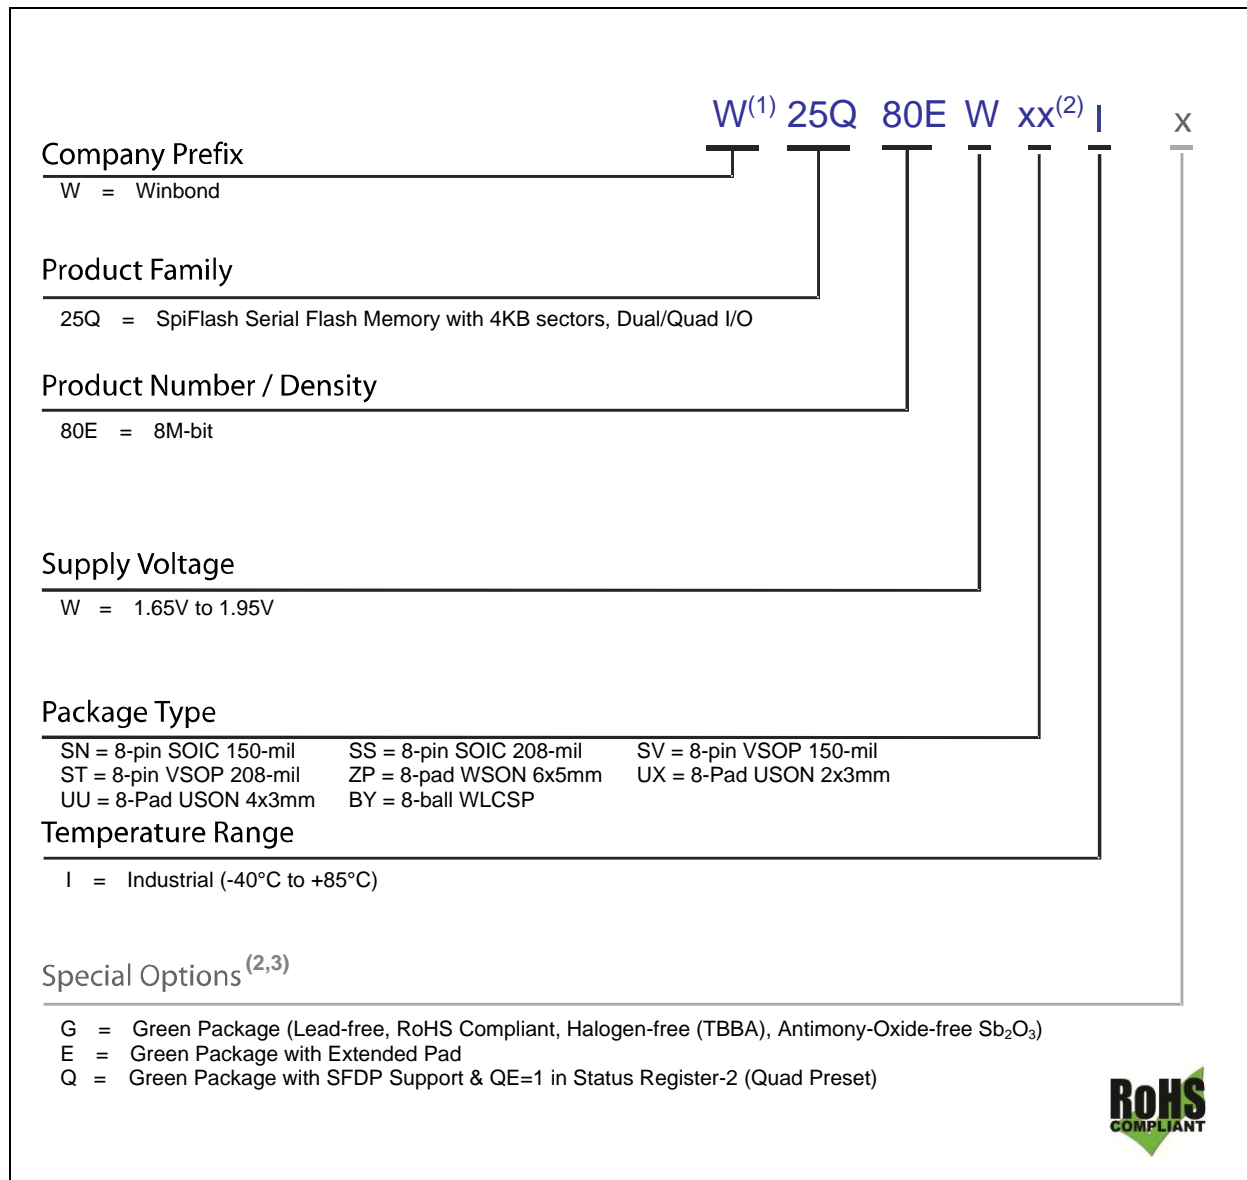 W(1) 25Q 80E W xx(2) I x
Company Prefix
W = Winbond
Product Family
25Q = SpiFlash Serial Flash Memory with 4KB sectors, Dual/Quad I/O
Product Number / Density
80E = 8M-bit
Supply Voltage
W = 1.65V to 1.95V
Package Type
SN = 8-pin SOIC 150-mil SS = 8-pin SOIC 208-mil SV = 8-pin VSOP 150-mil
ST = 8-pin VSOP 208-mil ZP = 8-pad WSON 6x5mm UX = 8-Pad USON 2x3mm
UU = 8-Pad USON 4x3mm BY = 8-ball WLCSP
Temperature Range
I = Industrial (-40°C to +85°C)
Special Options (2,3)
G = Green Package (Lead-free, RoHS Compliant, Halogen-free (TBBA), Antimony-Oxide-free Sb₂O₃)
E = Green Package with Extended Pad
Q = Green Package with SFDP Support & QE=1 in Status Register-2 (Quad Preset)
RoHS
COMPLIANT